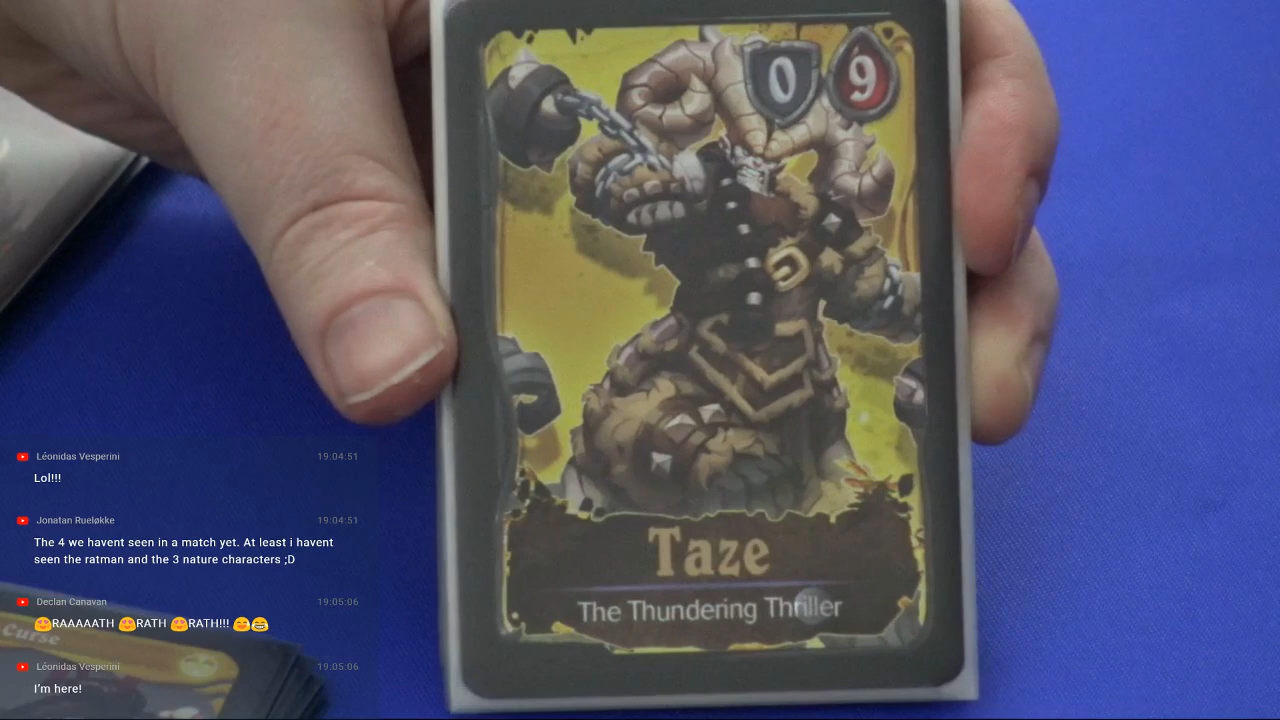 0 9
Taze
The Thundering Thriller
Léonidas Vesperini 19:04:51
Lol!!!
Jonatan Rueløkke 19:04:51
The 4 we havent seen in a match yet. At least i havent
seen the ratman and the 3 nature characters ;D
Declan Canavan 19:05:06
😍RAAAAATH 😍RATH 😍RATH!!! 😄😁
Léonidas Vesperini 19:05:06
I'm here!
Curse